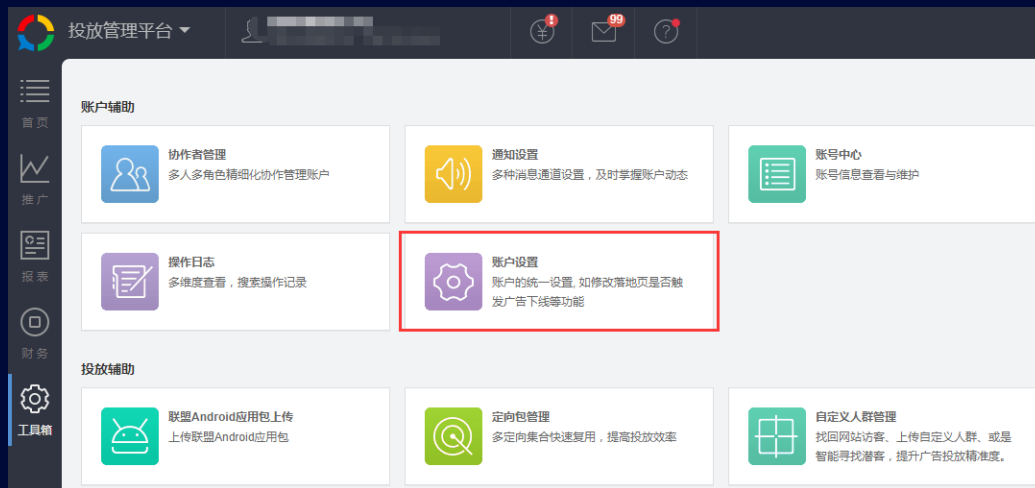 投放管理平台
99
首页
推广
报表
财务
工具箱
账户辅助
协作者管理
多人多角色精细化协作管理账户
通知设置
多种消息通道设置，及时掌握账户动态
账号中心
账号信息查看与维护
操作日志
多维度查看，搜索操作记录
账户设置
账户的统一设置, 如修改落地页是否触
发广告下线等功能
投放辅助
联盟Android应用包上传
上传联盟Android应用包
定向包管理
多定向集合快速复用，提高投放效率
自定义人群管理
找回网站访客、上传自定义人群、或是
智能寻找潜客，提升广告投放精准度。